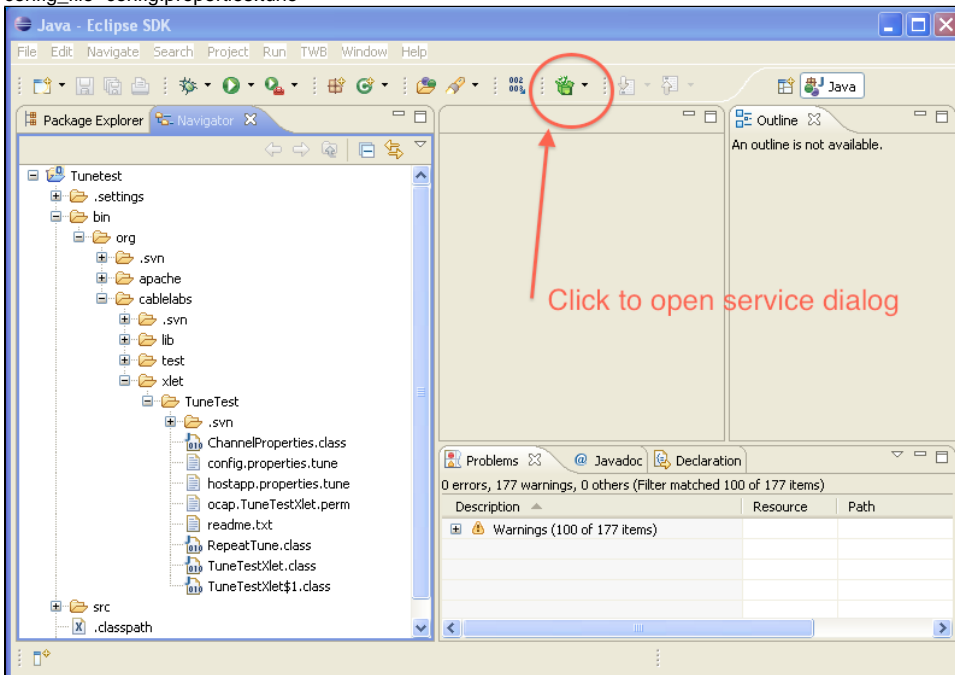 config_file=config.properties.tune
Java - Eclipse SDK
File Edit Navigate Search Project Run TWB Window Help
Java
Package Explorer Navigator
Outline
An outline is not available.
Tunetest
.settings
bin
org
.svn
apache
cablelabs
.svn
lib
test
xlet
TuneTest
.svn
ChannelProperties.class
config.properties.tune
hostapp.properties.tune
ocap.TuneTestXlet.perm
readme.txt
RepeatTune.class
TuneTestXlet.class
TuneTestXlet$1.class
src
.classpath
Click to open service dialog
Problems @ Javadoc Declaration
0 errors, 177 warnings, 0 others (Filter matched 100 of 177 items)
Description Resource Path
Warnings (100 of 177 items)